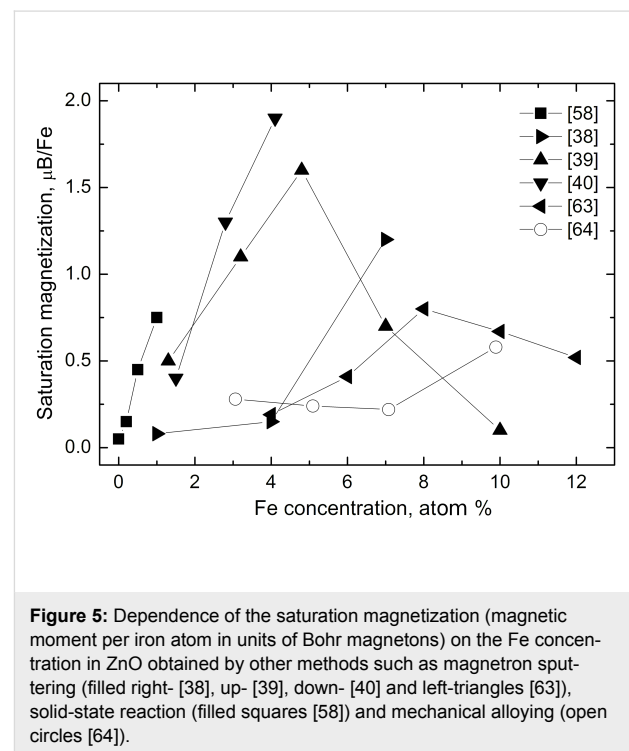 2.0
1.5
1.0
0.5
0.0
Saturation magnetization, μB/Fe
[58]
[38]
[39]
[40]
[63]
[64]
0 2 4 6 8 10 12
Fe concentration, atom %
Figure 5: Dependence of the saturation magnetization (magnetic
moment per iron atom in units of Bohr magnetons) on the Fe concen-
tration in ZnO obtained by other methods such as magnetron sput-
tering (filled right- [38], up- [39], down- [40] and left-triangles [63]),
solid-state reaction (filled squares [58]) and mechanical alloying (open
circles [64]).